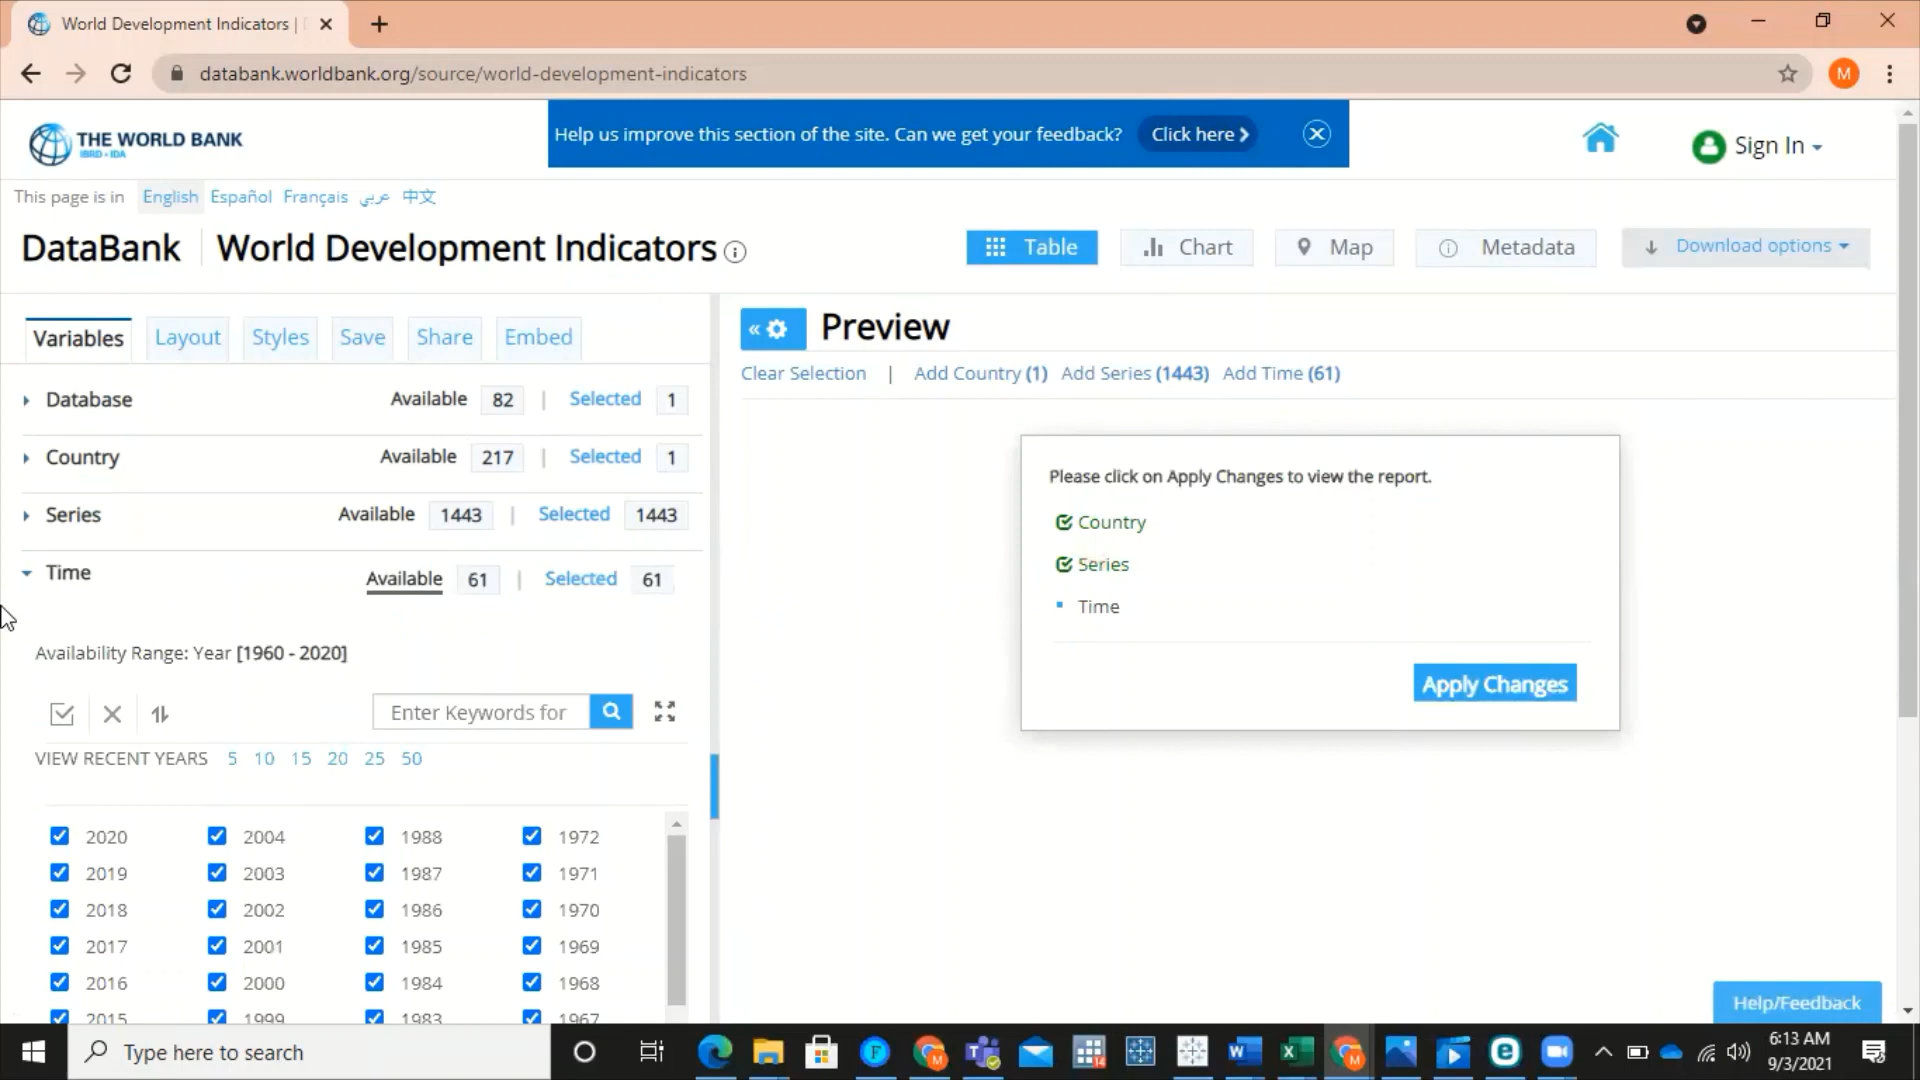 World Development Indicators |
databank.worldbank.org/source/world-development-indicators
THE WORLD BANK
IBRD • IDA
Help us improve this section of the site. Can we get your feedback? Click here
Sign In
This page is in English Español Français عربي 中文
DataBank World Development Indicators
Table Chart Map Metadata Download options
Variables Layout Styles Save Share Embed
Preview
Clear Selection | Add Country (1) Add Series (1443) Add Time (61)
Database Available 82 | Selected 1
Country Available 217 | Selected 1
Series Available 1443 | Selected 1443
Time Available 61 | Selected 61
Please click on Apply Changes to view the report.
Country
Series
Time
Apply Changes
Availability Range: Year [1960 - 2020]
Enter Keywords for
VIEW RECENT YEARS 5 10 15 20 25 50
2020 2004 1988 1972
2019 2003 1987 1971
2018 2002 1986 1970
2017 2001 1985 1969
2016 2000 1984 1968
2015 1999 1983 1967
Help/Feedback
Type here to search
6:13 AM
9/3/2021
M